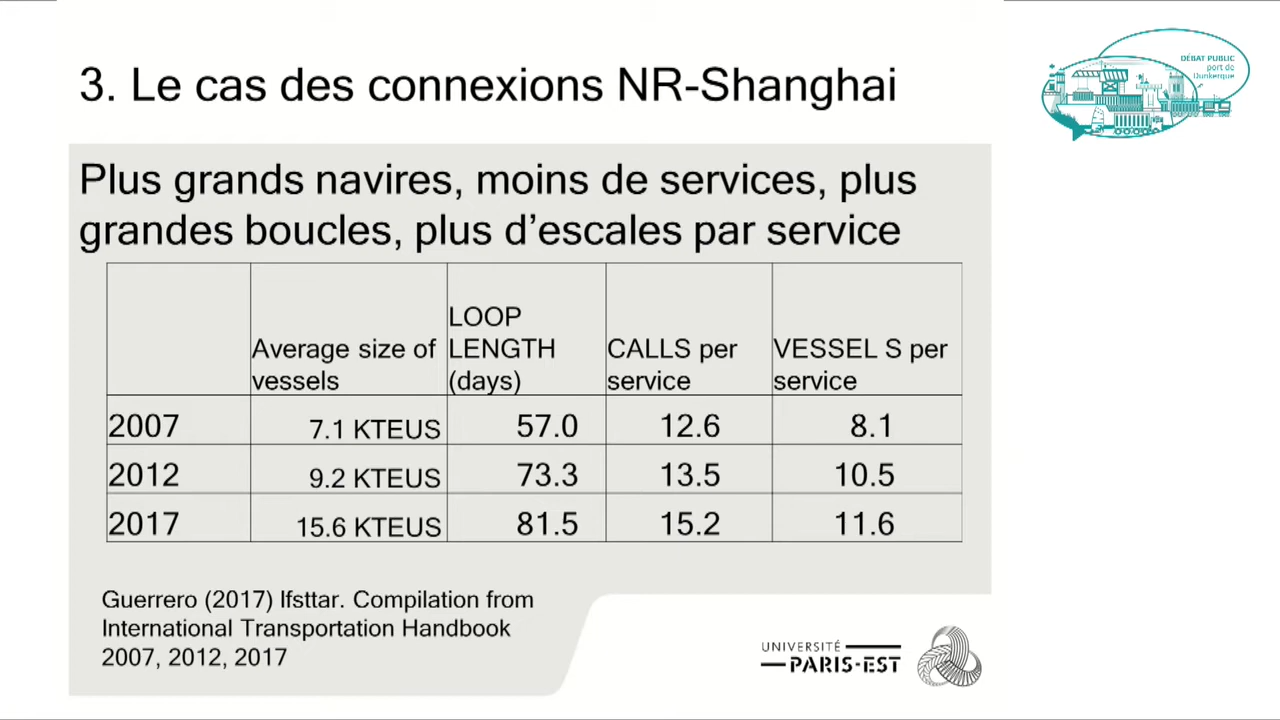 3. Le cas des connexions NR-Shanghai
DÉBAT PUBLIC
port de
Dunkerque
Plus grands navires, moins de services, plus
grandes boucles, plus d’escales par service
Average size of vessels
LOOP LENGTH (days)
CALLS per service
VESSEL S per service
2007 7.1 KTEUS 57.0 12.6 8.1
2012 9.2 KTEUS 73.3 13.5 10.5
2017 15.6 KTEUS 81.5 15.2 11.6
Guerrero (2017) Ifsttar. Compilation from
International Transportation Handbook
2007, 2012, 2017
UNIVERSITÉ
PARIS-EST